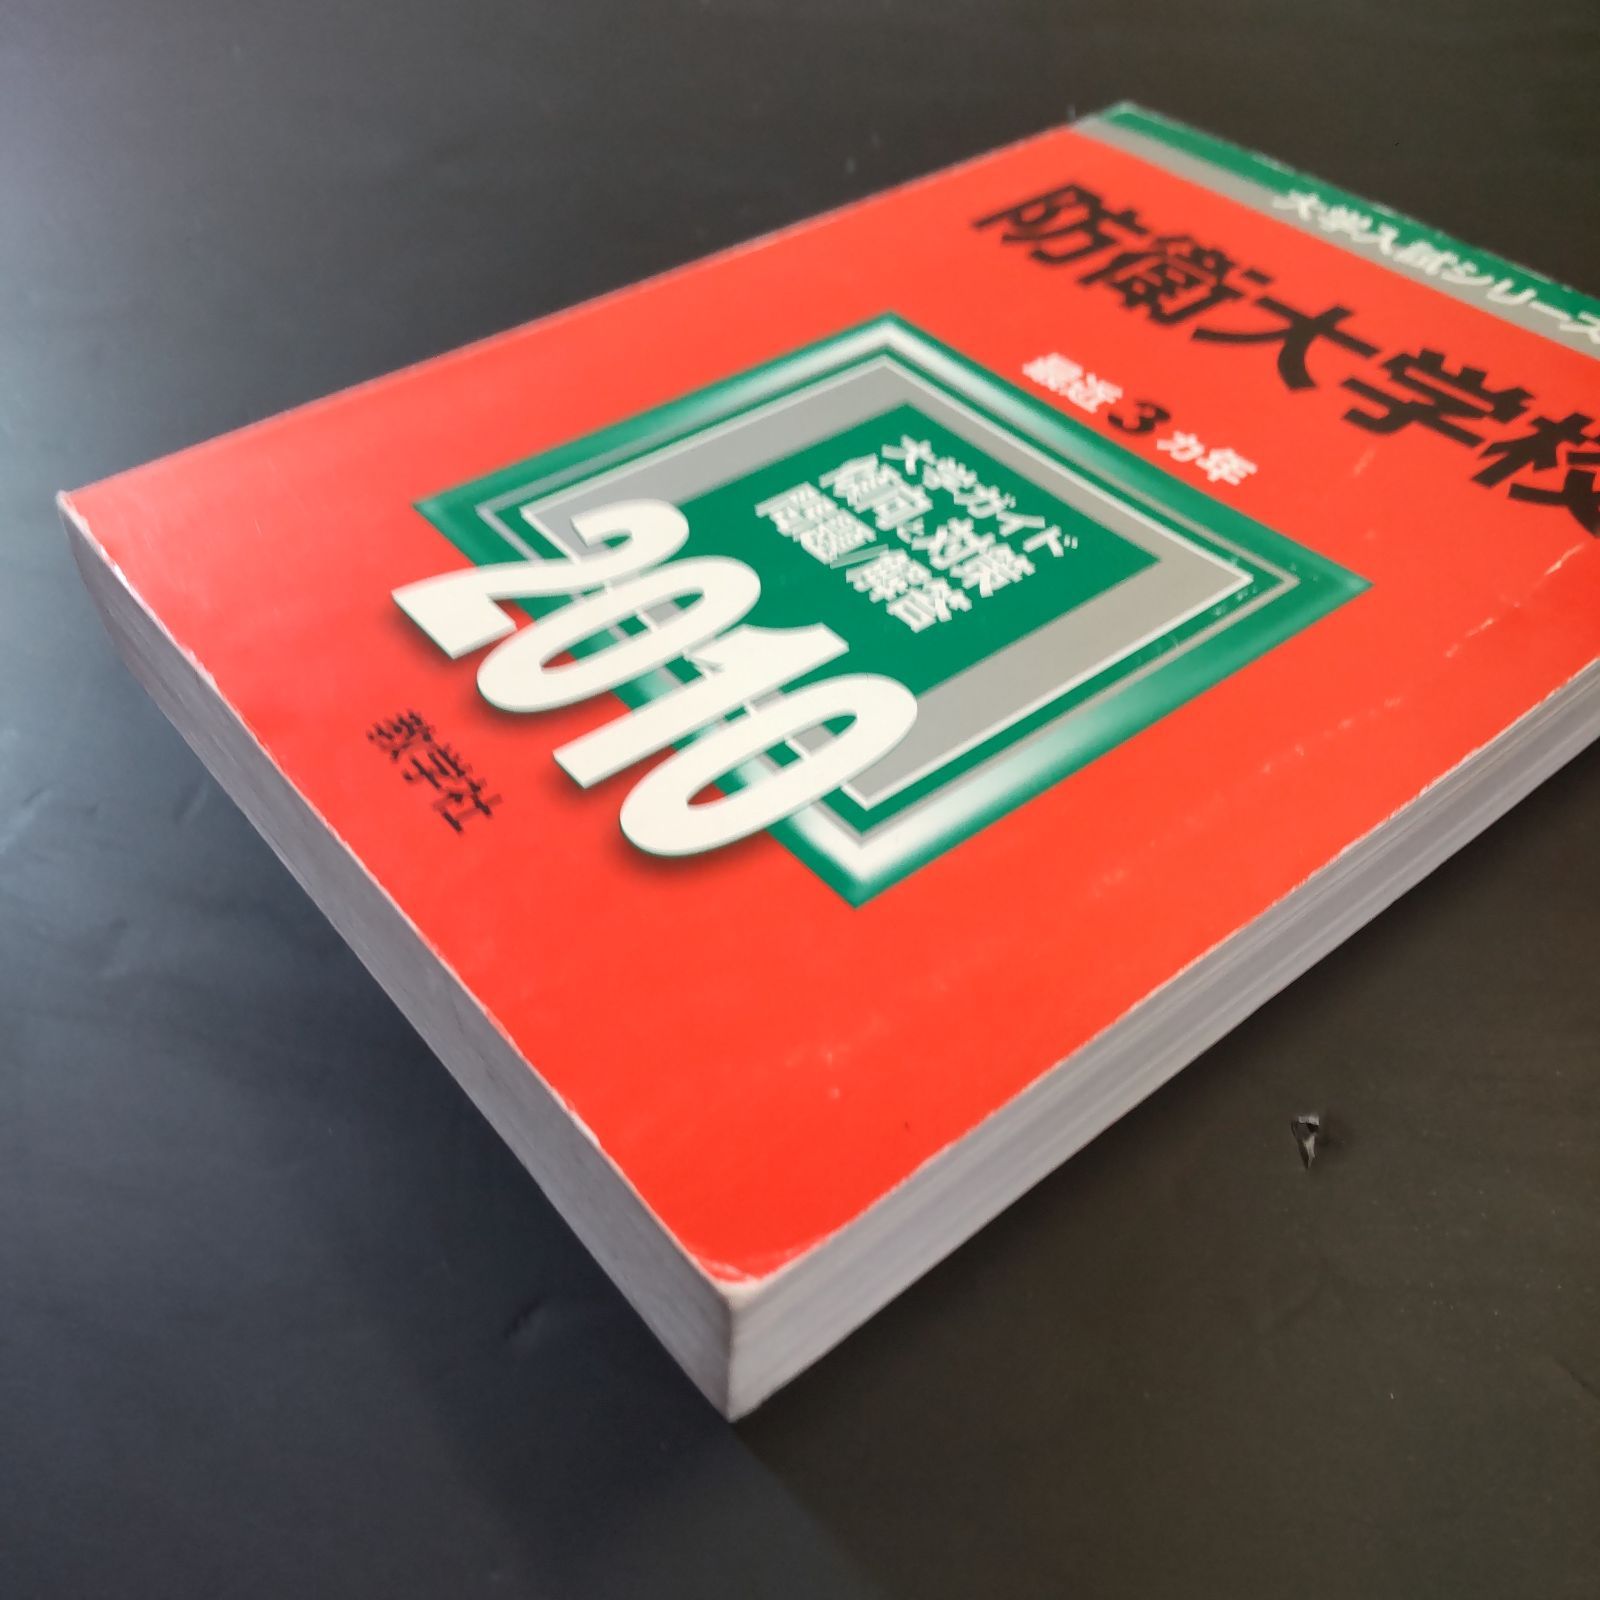 大学入試シリーズ
防衛大学校
最近3カ年
大学ガイド
傾向と対策
問題/解答
2010
教学社